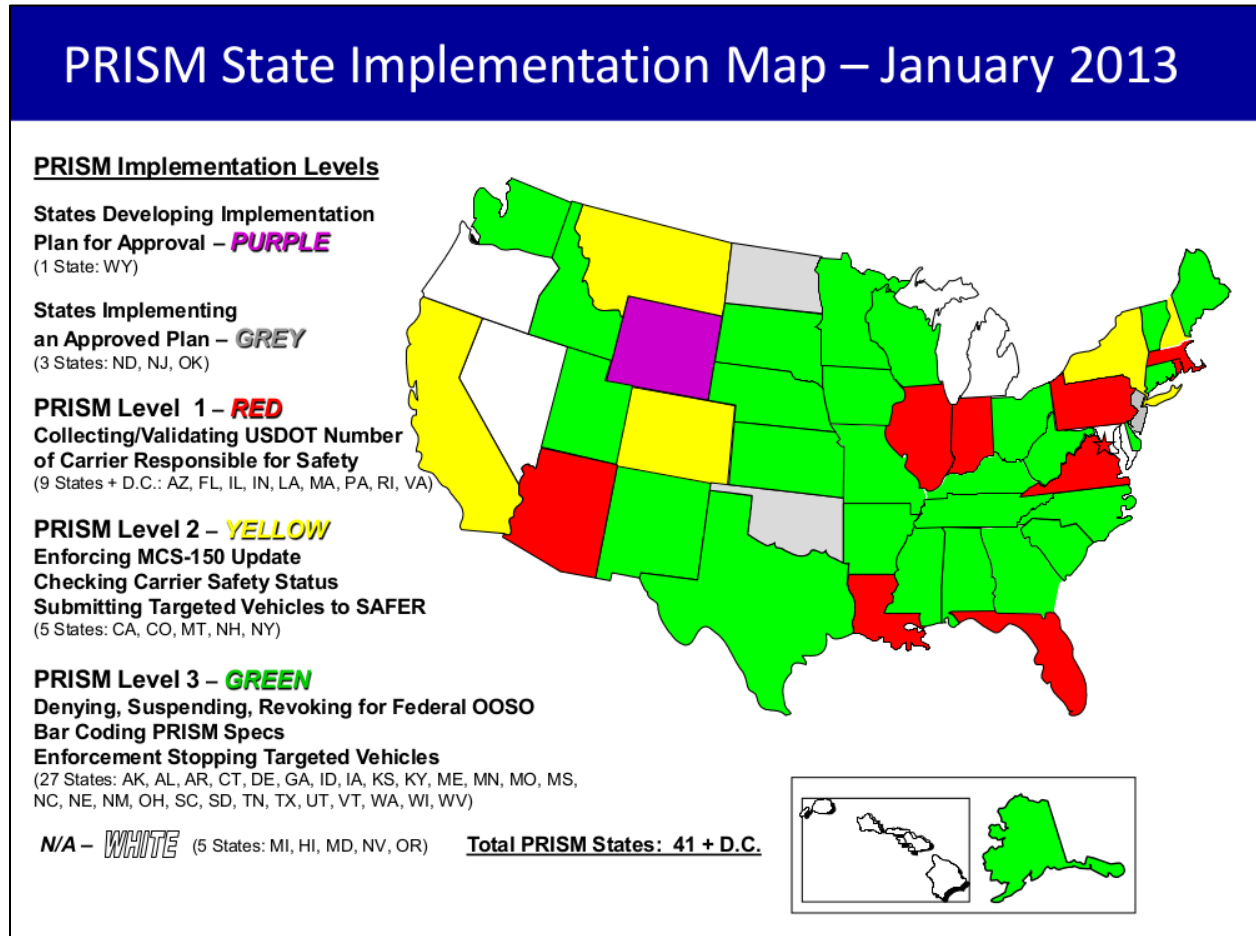 PRISM State Implementation Map – January 2013
PRISM Implementation Levels
States Developing Implementation
Plan for Approval – PURPLE
(1 State: WY)
States Implementing
an Approved Plan – GREY
(3 States: ND, NJ, OK)
PRISM Level 1 – RED
Collecting/Validating USDOT Number
of Carrier Responsible for Safety
(9 States + D.C.: AZ, FL, IL, IN, LA, MA, PA, RI, VA)
PRISM Level 2 – YELLOW
Enforcing MCS-150 Update
Checking Carrier Safety Status
Submitting Targeted Vehicles to SAFER
(5 States: CA, CO, MT, NH, NY)
PRISM Level 3 – GREEN
Denying, Suspending, Revoking for Federal OOSO
Bar Coding PRISM Specs
Enforcement Stopping Targeted Vehicles
(27 States: AK, AL, AR, CT, DE, GA, ID, IA, KS, KY, ME, MN, MO, MS,
NC, NE, NM, OH, SC, SD, TN, TX, UT, VT, WA, WI, WV)
N/A – WHITE (5 States: MI, HI, MD, NV, OR) Total PRISM States: 41 + D.C.